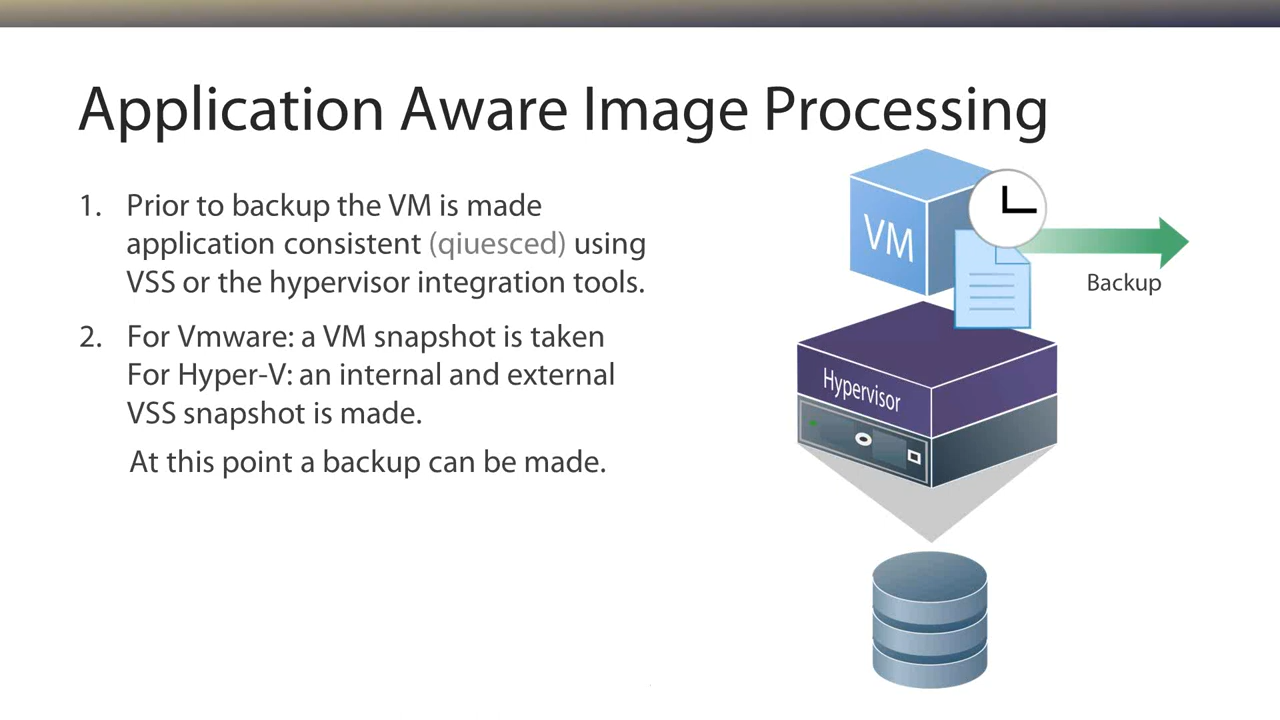 Application Aware Image Processing
1. Prior to backup the VM is made
application consistent (qiuesced) using
VSS or the hypervisor integration tools.
2. For Vmware: a VM snapshot is taken
For Hyper-V: an internal and external
VSS snapshot is made.
At this point a backup can be made.
VM
Backup
Hypervisor